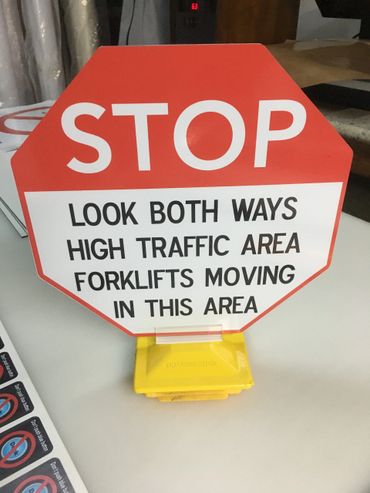 STOP
LOOK BOTH WAYS
HIGH TRAFFIC AREA
FORKLIFTS MOVING
IN THIS AREA